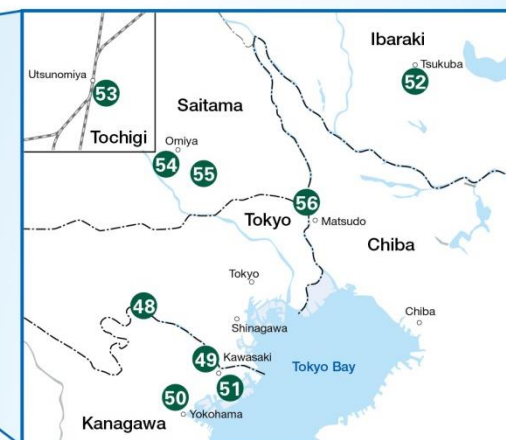 Ibaraki
Tsukuba
52
Utsunomiya
53
Tochigi
Saitama
Omiya
54
55
56
Matsudo
Tokyo
Chiba
Tokyo
48
Shinagawa
Chiba
49
Kawasaki
Tokyo Bay
51
50
Yokohama
Kanagawa